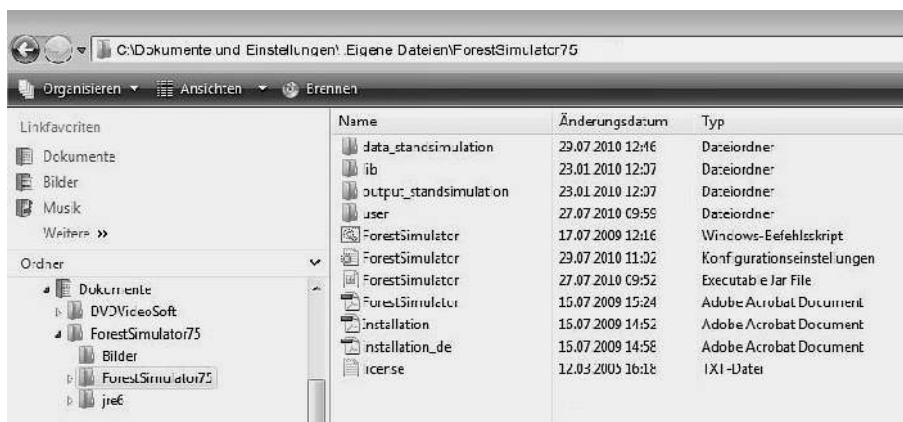 C:\Dokumente und Einstellungen\..Eigene Dateien\ForestSimulator75
Organisieren Ansichten Brennen
Linkfavoriten
Dokumente
Bilder
Musik
Weitere »
Ordner
Dokumente
DVDVideoSoft
ForestSimulator75
Bilder
ForestSimulator75
jre6
Name Änderungsdatum Typ
data_standsimulation 29.07.2010 12:46 Dateiordner
lib 23.01.2010 12:07 Dateiordner
output_standsimulation 23.01.2010 12:07 Dateiordner
user 27.07.2010 09:59 Dateiordner
ForestSimulator 17.07.2009 12:16 Windows-Befehlsskript
ForestSimulator 29.07.2010 11:02 Konfigurationseinstellungen
ForestSimulator 27.07.2010 09:52 Executable Jar File
ForestSimulator 16.07.2009 15:24 Adobe Acrobat Document
Installation 16.07.2009 14:52 Adobe Acrobat Document
installation_de 16.07.2009 14:58 Adobe Acrobat Document
license 12.03.2005 16:18 TXT-Datei